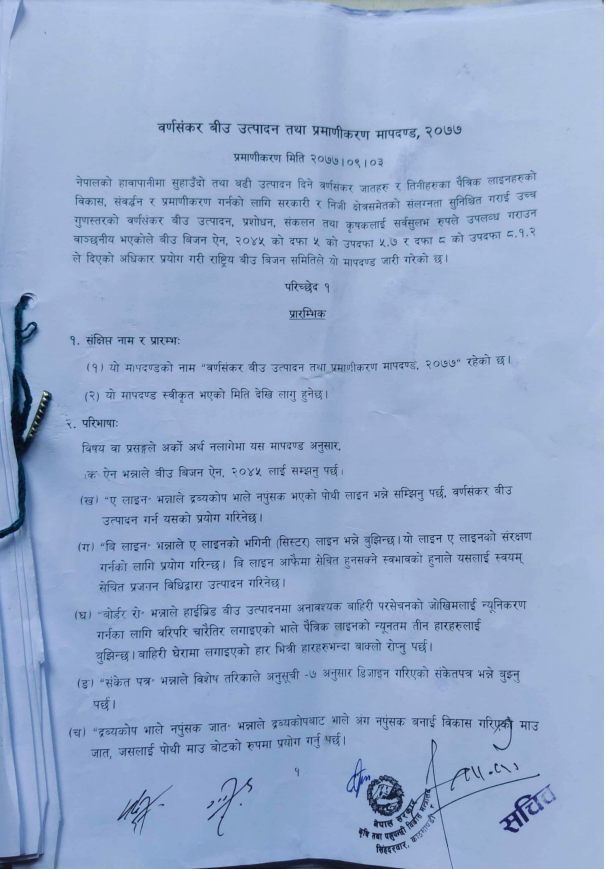 वर्णसंकर बीउ उत्पादन तथा प्रमाणीकरण मापदण्ड, २०७७
प्रमाणीकरण मिति २०७७।०९।०३
नेपालको हावापानीमा सुहाउँदो तथा बढी उत्पादन दिने वर्णसंकर जातहरु र तिनीहरुका पैत्रिक लाइनहरुको
विकास, संवर्द्धन र प्रमाणीकरण गर्नको लागि सरकारी र निजी क्षेत्रसमेतको संलग्नता सुनिश्चित गराई उच्च
गुणस्तरको वर्णसंकर बीउ उत्पादन, प्रशोधन, संकलन तथा कृषकलाई सर्वसुलभ रुपले उपलब्ध गराउन
वाञ्छनीय भएकोले बीउ बिजन ऐन, २०४५ को दफा ५ को उपदफा ५.७ र दफा ८ को उपदफा ८.१.२
ले दिएको अधिकार प्रयोग गरी राष्ट्रिय बीउ बिजन समितिले यो मापदण्ड जारी गरेको छ।
परिच्छेद १
प्रारम्भिक
१. संक्षिप्त नाम र प्रारम्भः
(१) यो मापदण्डको नाम "वर्णसंकर बीउ उत्पादन तथा प्रमाणीकरण मापदण्ड, २०७७" रहेको छ।
(२) यो मापदण्ड स्वीकृत भएको मिति देखि लागु हुनेछ।
२. परिभाषाः
विषय वा प्रसङ्गले अर्को अर्थ नलागेभा यस मापदण्ड अनुसार,
(क ऐन भन्नाले बीउ बिजन ऐन, २०४५ लाई सम्झनु पर्छ।
(ख) "ए लाइन" भन्नाले द्रव्यकोप भाले नपुंसक भएको पोथी लाइन भन्ने सम्झिनु पर्छ, वर्णसंकर बीउ
उत्पादन गर्न यसको प्रयोग गरिनेछ।
(ग) "बि लाइन" भन्नाले ए लाइनको भगिनी (सिस्टर) लाइन भन्ने बुझिन्छ।यो लाइन ए लाइनको संरक्षण
गर्नको लागि प्रयोग गरिन्छ। बि लाइन आफैमा सेचित हुनसक्ने स्वभावको हुनाले यसलाई स्वयम्
सेचित प्रजनन विधिद्वारा उत्पादन गरिनेछ।
(घ) "बोर्डर रो" भन्नाले हाईब्रिड बीउ उत्पादनमा अनावश्यक बाहिरी परसेचनको जोखिमलाई न्यूनिकरण
गर्नका लागि वरिपरि चारैतिर लगाइएको भाले पैत्रिक लाइनको न्यूनतम तीन हारहरुलाई
बुझिन्छ।वाहिरी घेरामा लगाइएको हार भित्री हारहरुभन्दा बाक्लो रोप्नु पर्छ।
(ङ) "संकेत पत्र" भन्नाले विशेष तरिकाले अनुसूची -७ अनुसार डिजाइन गरिएको संकेतपत्र भन्ने बुझ्नु
पर्छ।
(च) "द्रव्यकोप भाले नपुंसक जात" भन्नाले द्रव्यकोपबाट भाले अंग नपुंसक बनाई विकास गरिएको माउ
जात, जसलाई पोथी माउ बोटको रुपमा प्रयोग गर्नु पर्छ।
१
नेपाल सरकार
कृषि तथा पशुपन्छी विकास मन्त्रालय
सिंहदरबार, काठमाडौं
सचिव